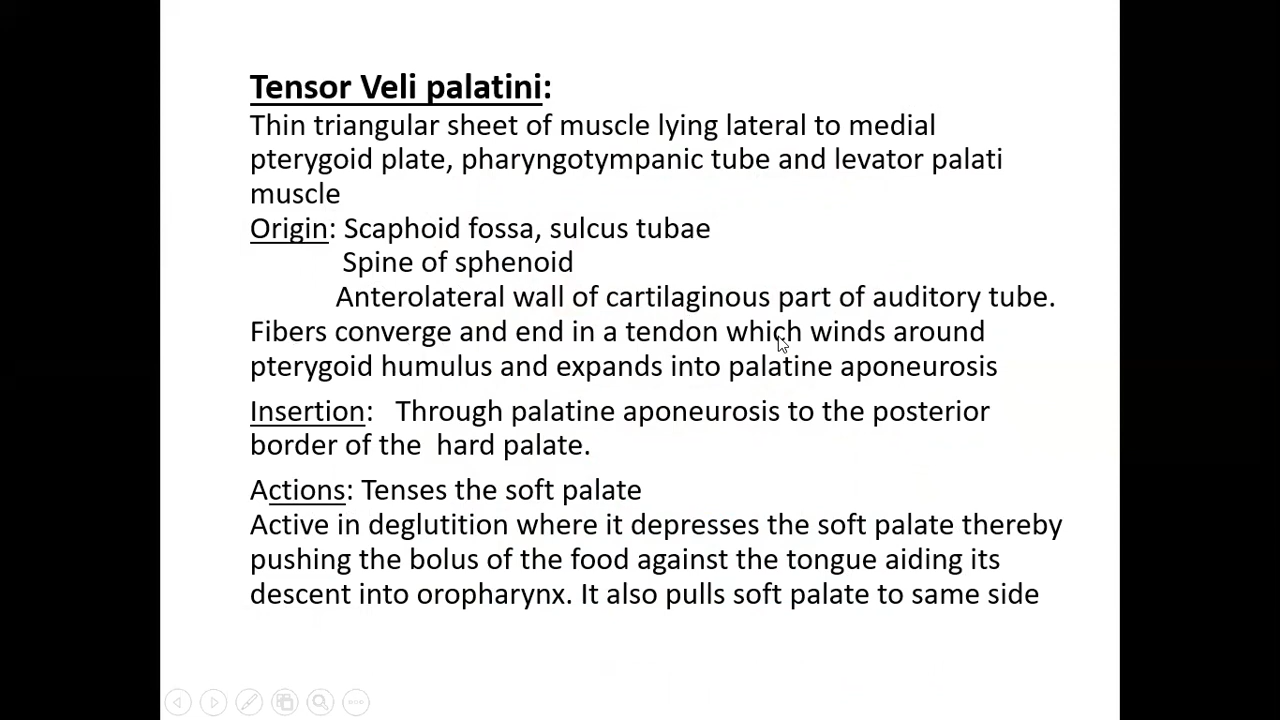 Tensor Veli palatini:
Thin triangular sheet of muscle lying lateral to medial
pterygoid plate, pharyngotympanic tube and levator palati
muscle
Origin: Scaphoid fossa, sulcus tubae
Spine of sphenoid
Anterolateral wall of cartilaginous part of auditory tube.
Fibers converge and end in a tendon which winds around
pterygoid humulus and expands into palatine aponeurosis
Insertion:   Through palatine aponeurosis to the posterior
border of the  hard palate.
Actions: Tenses the soft palate
Active in deglutition where it depresses the soft palate thereby
pushing the bolus of the food against the tongue aiding its
descent into oropharynx. It also pulls soft palate to same side